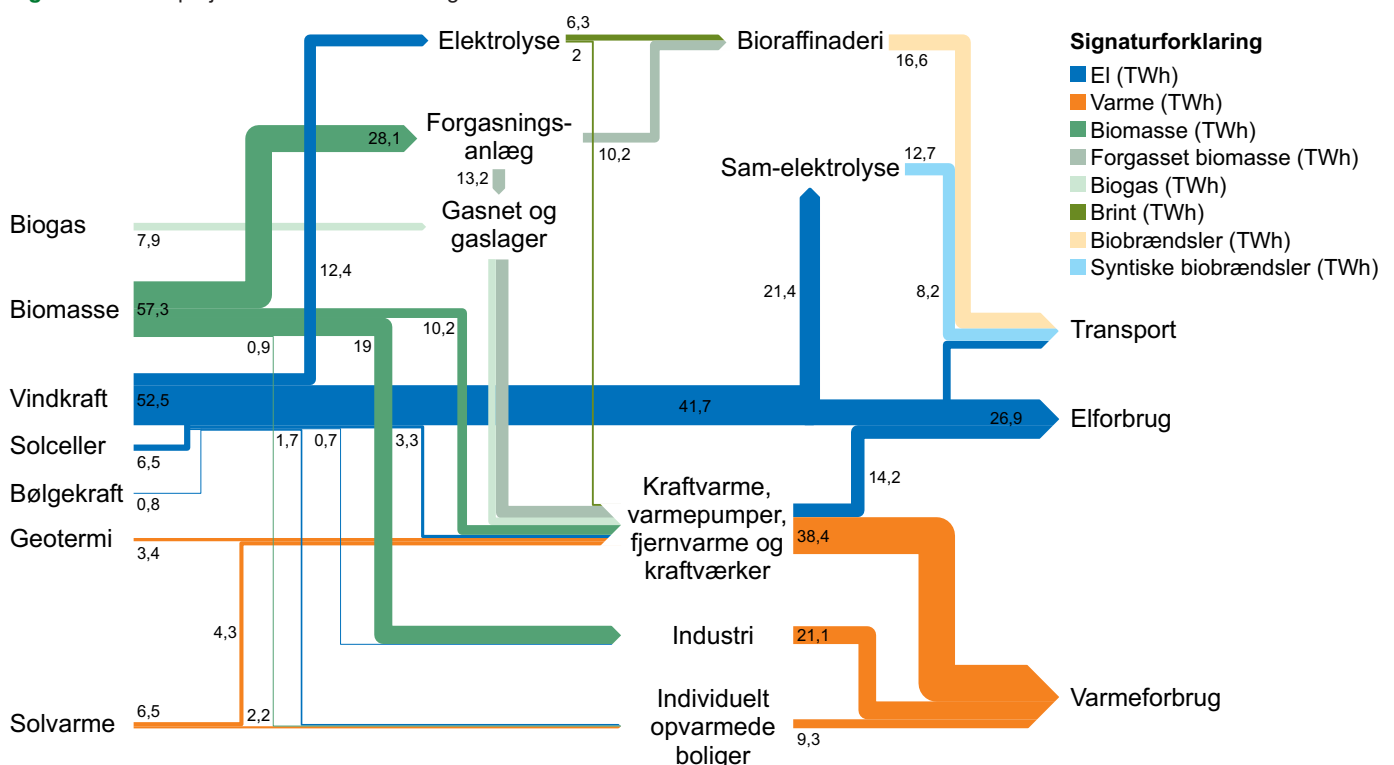 6,3
Elektrolyse
2
Bioraffinaderi
16,6
Signaturforklaring
El (TWh)
Varme (TWh)
Biomasse (TWh)
Forgasset biomasse (TWh)
Biogas (TWh)
Brint (TWh)
Biobrændsler (TWh)
Syntiske biobrændsler (TWh)
28,1
Forgasnings-
anlæg
10,2
13,2
Sam-elektrolyse
12,7
Gasnet og
gaslager
Biogas
7,9
12,4
21,4
8,2
Biomasse
57,3
0,9
19
10,2
Transport
Vindkraft
52,5
41,7
26,9
Elforbrug
Solceller
6,5
1,7
0,7
3,3
Bølgekraft
0,8
14,2
Geotermi
3,4
Kraftvarme,
varmepumper,
fjernvarme og
kraftværker
38,4
4,3
Industri
21,1
Solvarme
6,5
2,2
Individuelt
opvarmede
boliger
9,3
Varmeforbrug